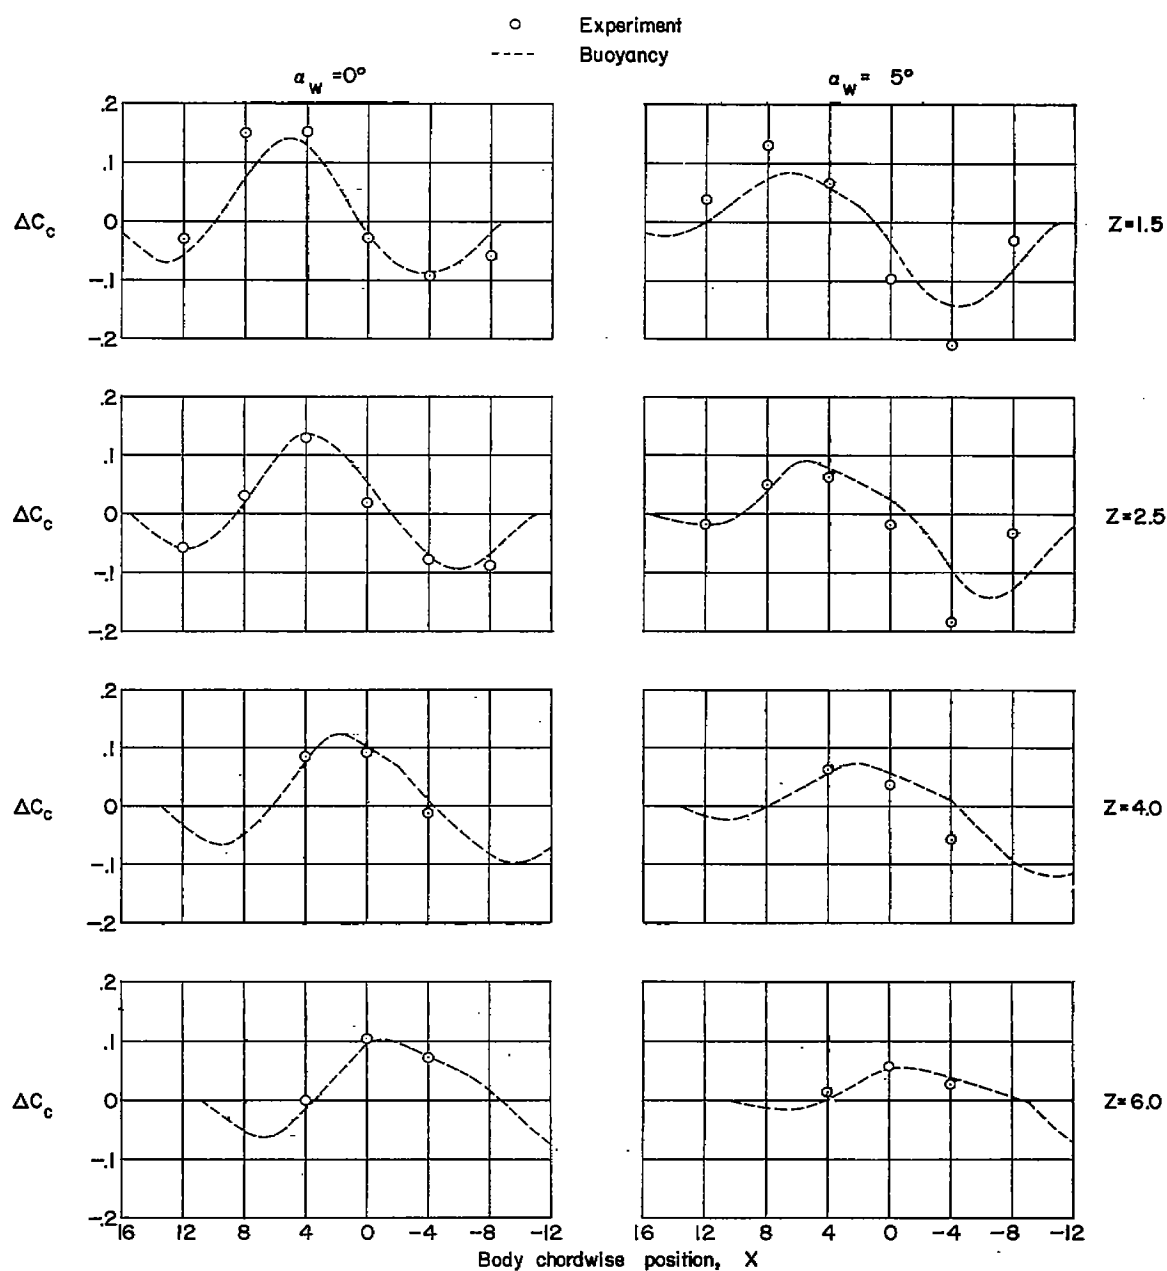 Experiment
Buoyancy
α_w = 0°
α_w = 5°
.2
.1
ΔC_c
0
-.1
-.2
Z=1.5
.2
.1
ΔC_c
0
-.1
-.2
Z=2.5
.2
.1
ΔC_c
0
-.1
-.2
Z=4.0
.2
.1
ΔC_c
0
-.1
-.2
Z=6.0
16 12 8 4 0 -4 -8 -12
16 12 8 4 0 -4 -8 -12
Body chordwise position, X